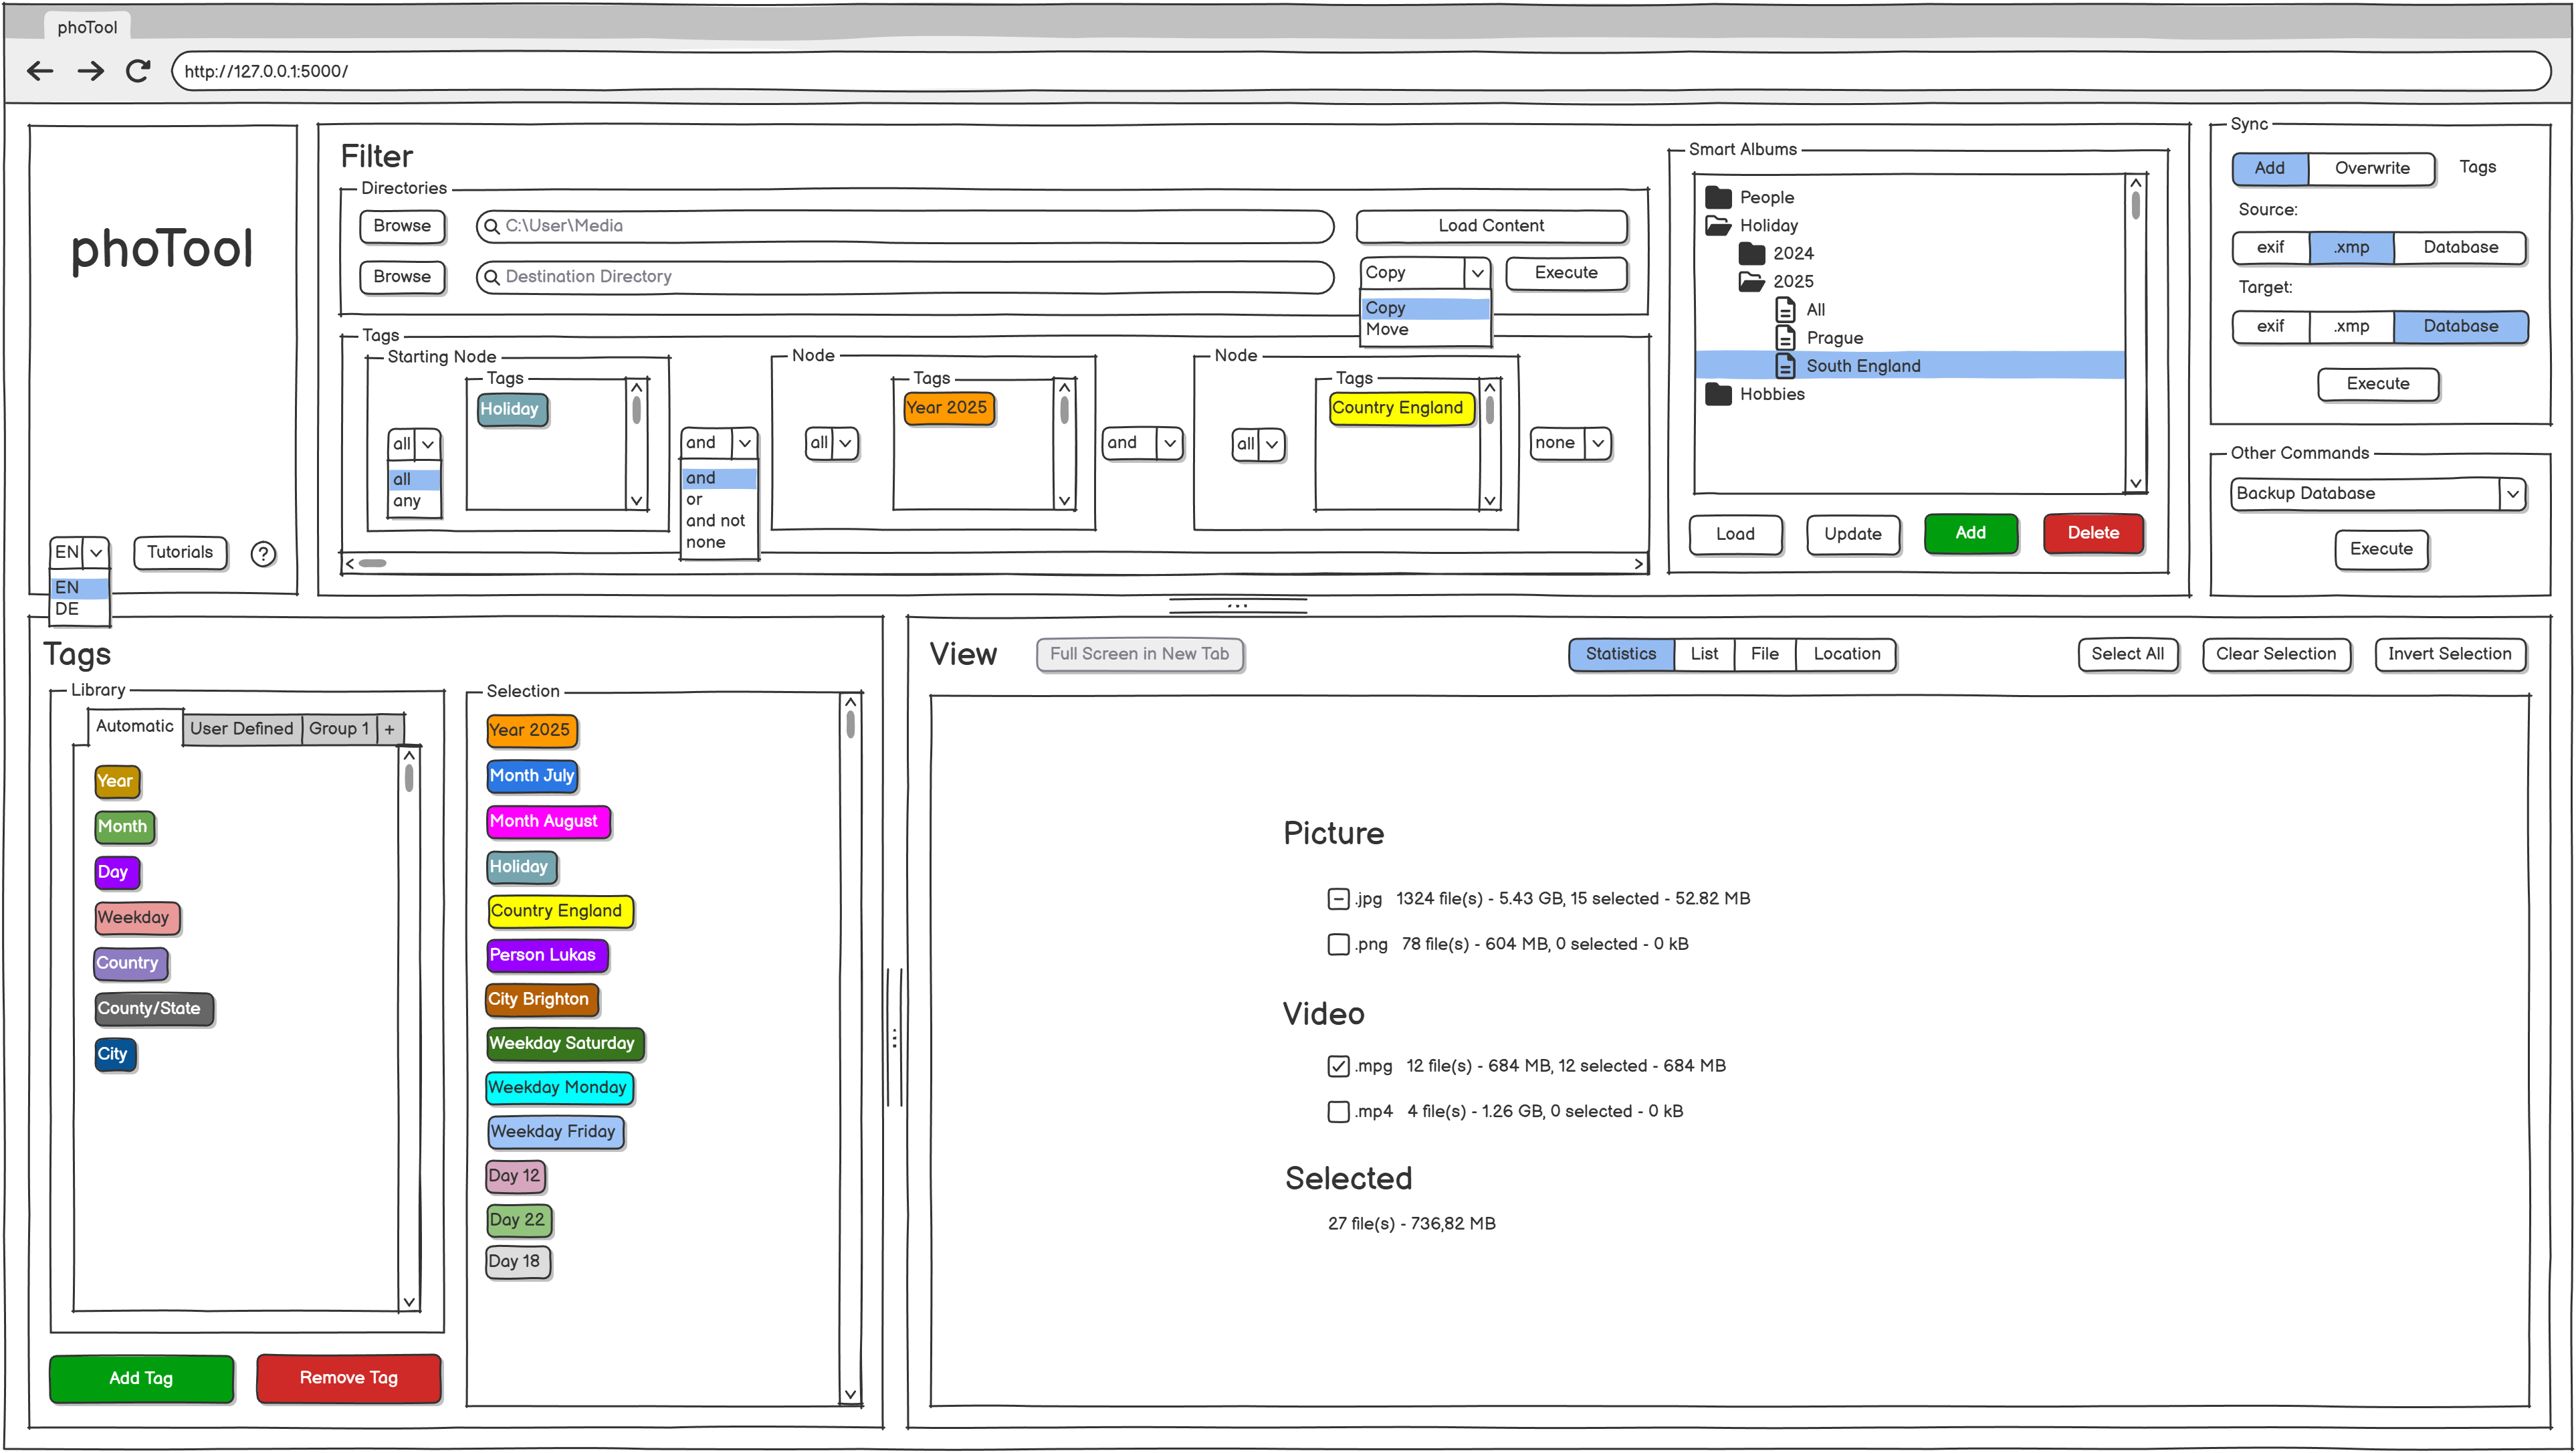 phoTool
http://127.0.0.1:5000/
phoTool
EN
EN
DE
Tutorials
?
Filter
Directories
Browse
C:\User\Media
Load Content
Browse
Destination Directory
Copy
Copy
Move
Execute
Tags
Starting Node
all
all
any
Tags
Holiday
and
and
or
and not
none
Node
all
Tags
Year 2025
and
Node
all
Tags
Country England
none
Smart Albums
People
Holiday
2024
2025
All
Prague
South England
Hobbies
Load
Update
Add
Delete
Sync
Add
Overwrite
Tags
Source:
exif
.xmp
Database
Target:
exif
.xmp
Database
Execute
Other Commands
Backup Database
Execute
Tags
Library
Automatic
User Defined
Group 1
+
Year
Month
Day
Weekday
Country
County/State
City
Add Tag
Remove Tag
Selection
Year 2025
Month July
Month August
Holiday
Country England
Person Lukas
City Brighton
Weekday Saturday
Weekday Monday
Weekday Friday
Day 12
Day 22
Day 18
View
Full Screen in New Tab
Statistics
List
File
Location
Select All
Clear Selection
Invert Selection
Picture
.jpg 1324 file(s) - 5.43 GB, 15 selected - 52.82 MB
.png 78 file(s) - 604 MB, 0 selected - 0 kB
Video
.mpg 12 file(s) - 684 MB, 12 selected - 684 MB
.mp4 4 file(s) - 1.26 GB, 0 selected - 0 kB
Selected
27 file(s) - 736,82 MB